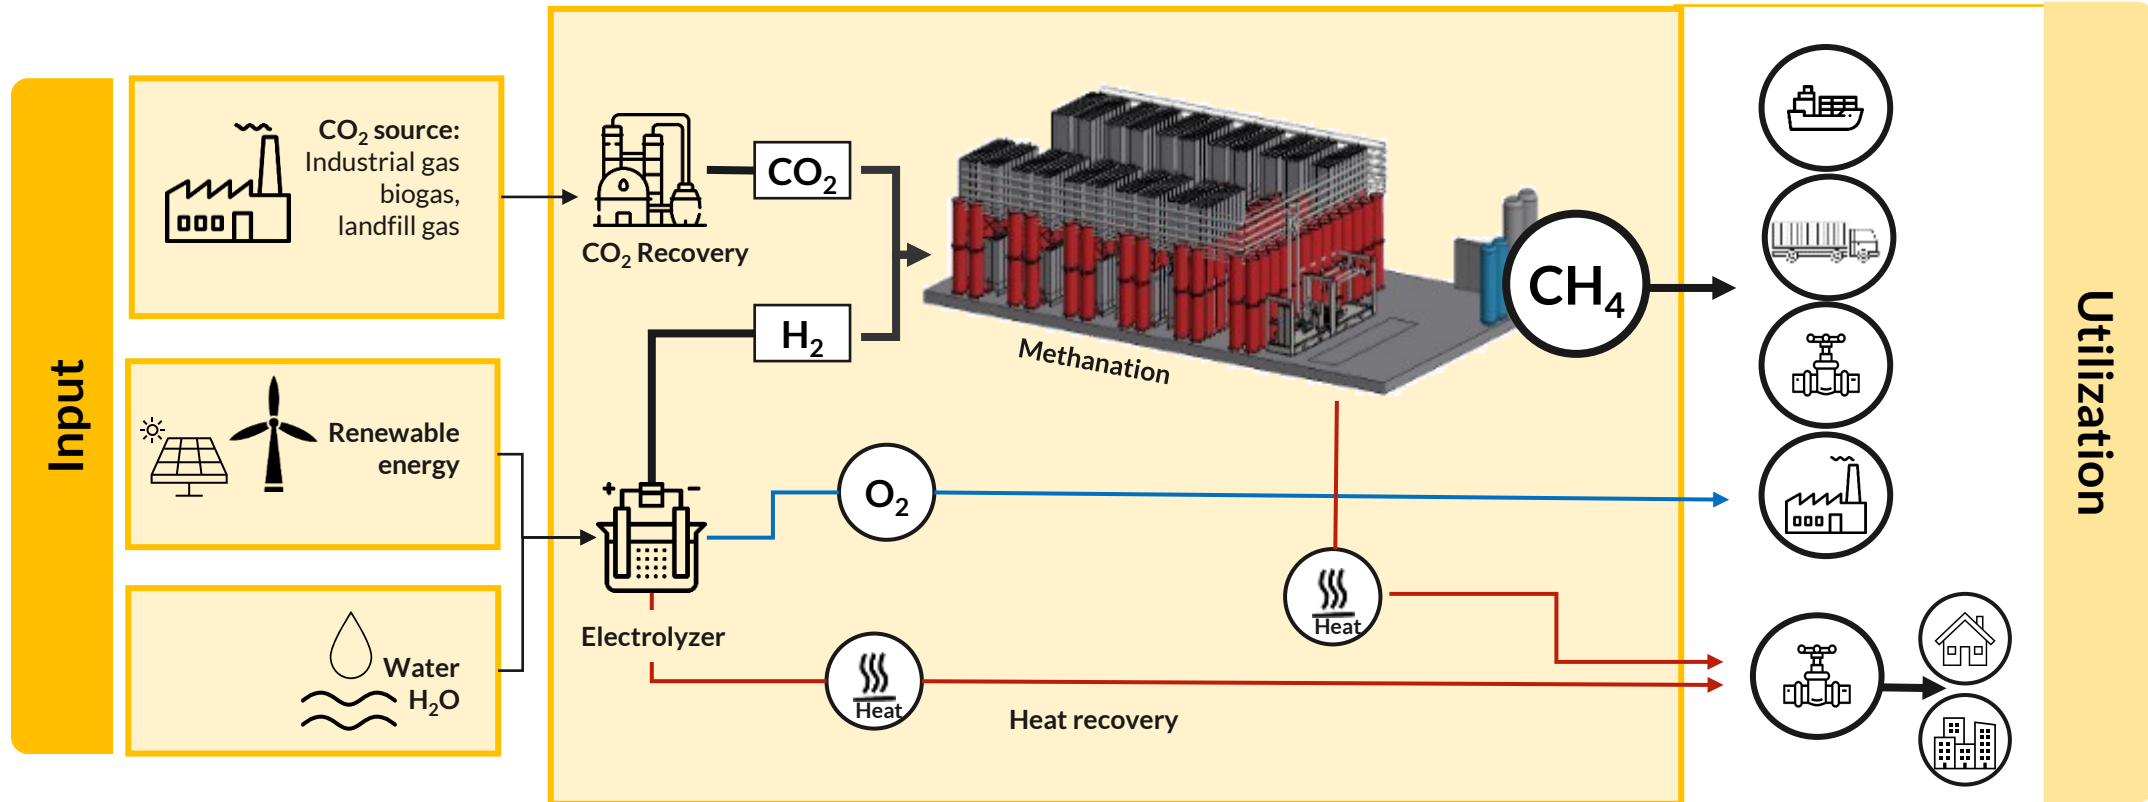 Input
CO₂ source:
Industrial gas
biogas,
landfill gas
Renewable
energy
Water
H₂O
CO₂ Recovery
CO₂
H₂
Methanation
CH₄
+ −
O₂
Electrolyzer
Heat
Heat
Heat recovery
Utilization